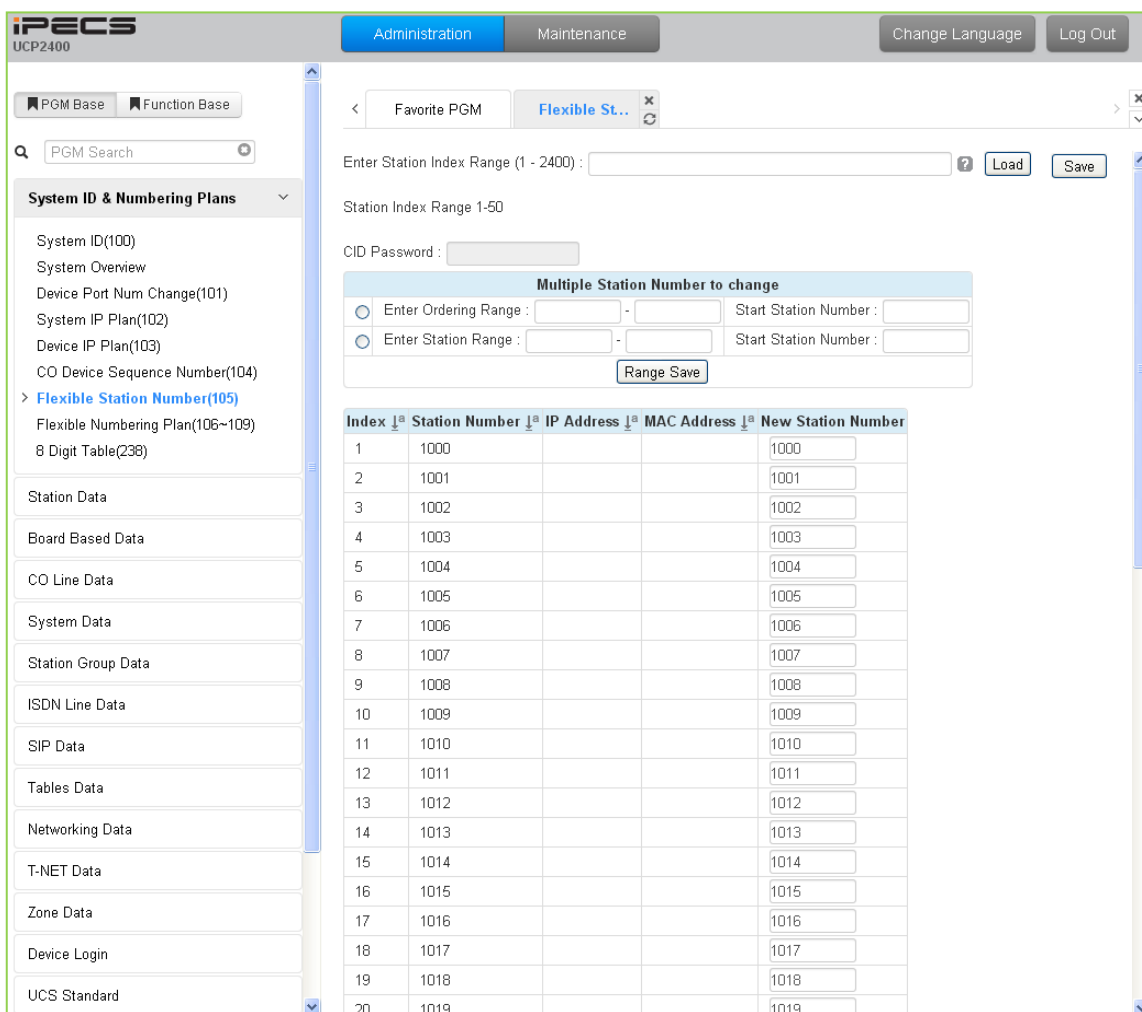 iPECS
UCP2400
Administration Maintenance Change Language Log Out
PGM Base Function Base
PGM Search
System ID & Numbering Plans
System ID(100)
System Overview
Device Port Num Change(101)
System IP Plan(102)
Device IP Plan(103)
CO Device Sequence Number(104)
> Flexible Station Number(105)
Flexible Numbering Plan(106~109)
8 Digit Table(238)
Station Data
Board Based Data
CO Line Data
System Data
Station Group Data
ISDN Line Data
SIP Data
Tables Data
Networking Data
T-NET Data
Zone Data
Device Login
UCS Standard
< Favorite PGM Flexible St... >
Enter Station Index Range (1 - 2400) : ? Load Save
Station Index Range 1-50
CID Password :
Multiple Station Number to change
Enter Ordering Range : - Start Station Number :
Enter Station Range : - Start Station Number :
Range Save
Index Station Number IP Address MAC Address New Station Number
1 1000 1000
2 1001 1001
3 1002 1002
4 1003 1003
5 1004 1004
6 1005 1005
7 1006 1006
8 1007 1007
9 1008 1008
10 1009 1009
11 1010 1010
12 1011 1011
13 1012 1012
14 1013 1013
15 1014 1014
16 1015 1015
17 1016 1016
18 1017 1017
19 1018 1018
20 1019 1019